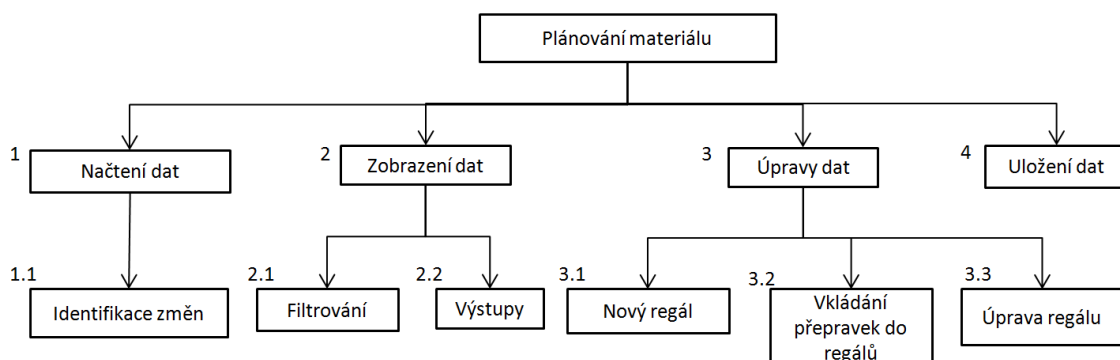 Plánování materiálu
1
Načtení dat
2
Zobrazení dat
3
Úpravy dat
4
Uložení dat
1.1
Identifikace změn
2.1
Filtrování
2.2
Výstupy
3.1
Nový regál
3.2
Vkládání
přepravek do
regálů
3.3
Úprava regálu